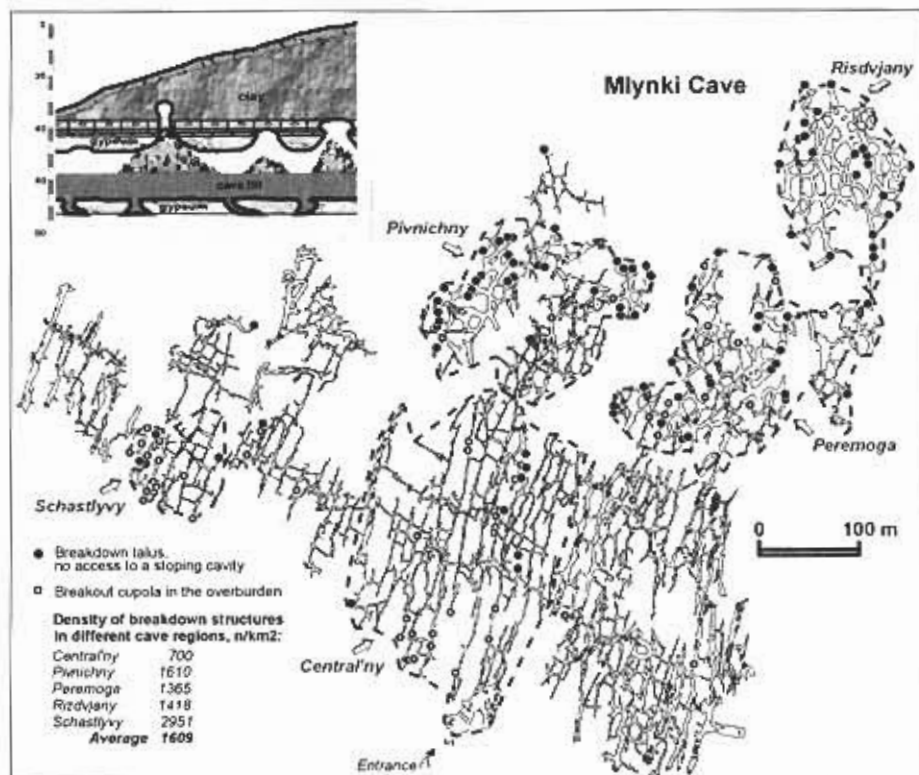 clay
gypsum
cave fill
gypsum
Mlynki Cave
Risdvjany
Pivnichny
Peremoga
Schastlyvy
0 100 m
Breakdown talus,
no access to a sloping cavity
Breakout cupola in the overburden
Density of breakdown structures
in different cave regions, n/km2:
Central'ny 700
Pivnichny 1610
Peremoga 1365
Rizdvjany 1418
Schastlyvy 2951
Average 1609
Central'ny
Entrance